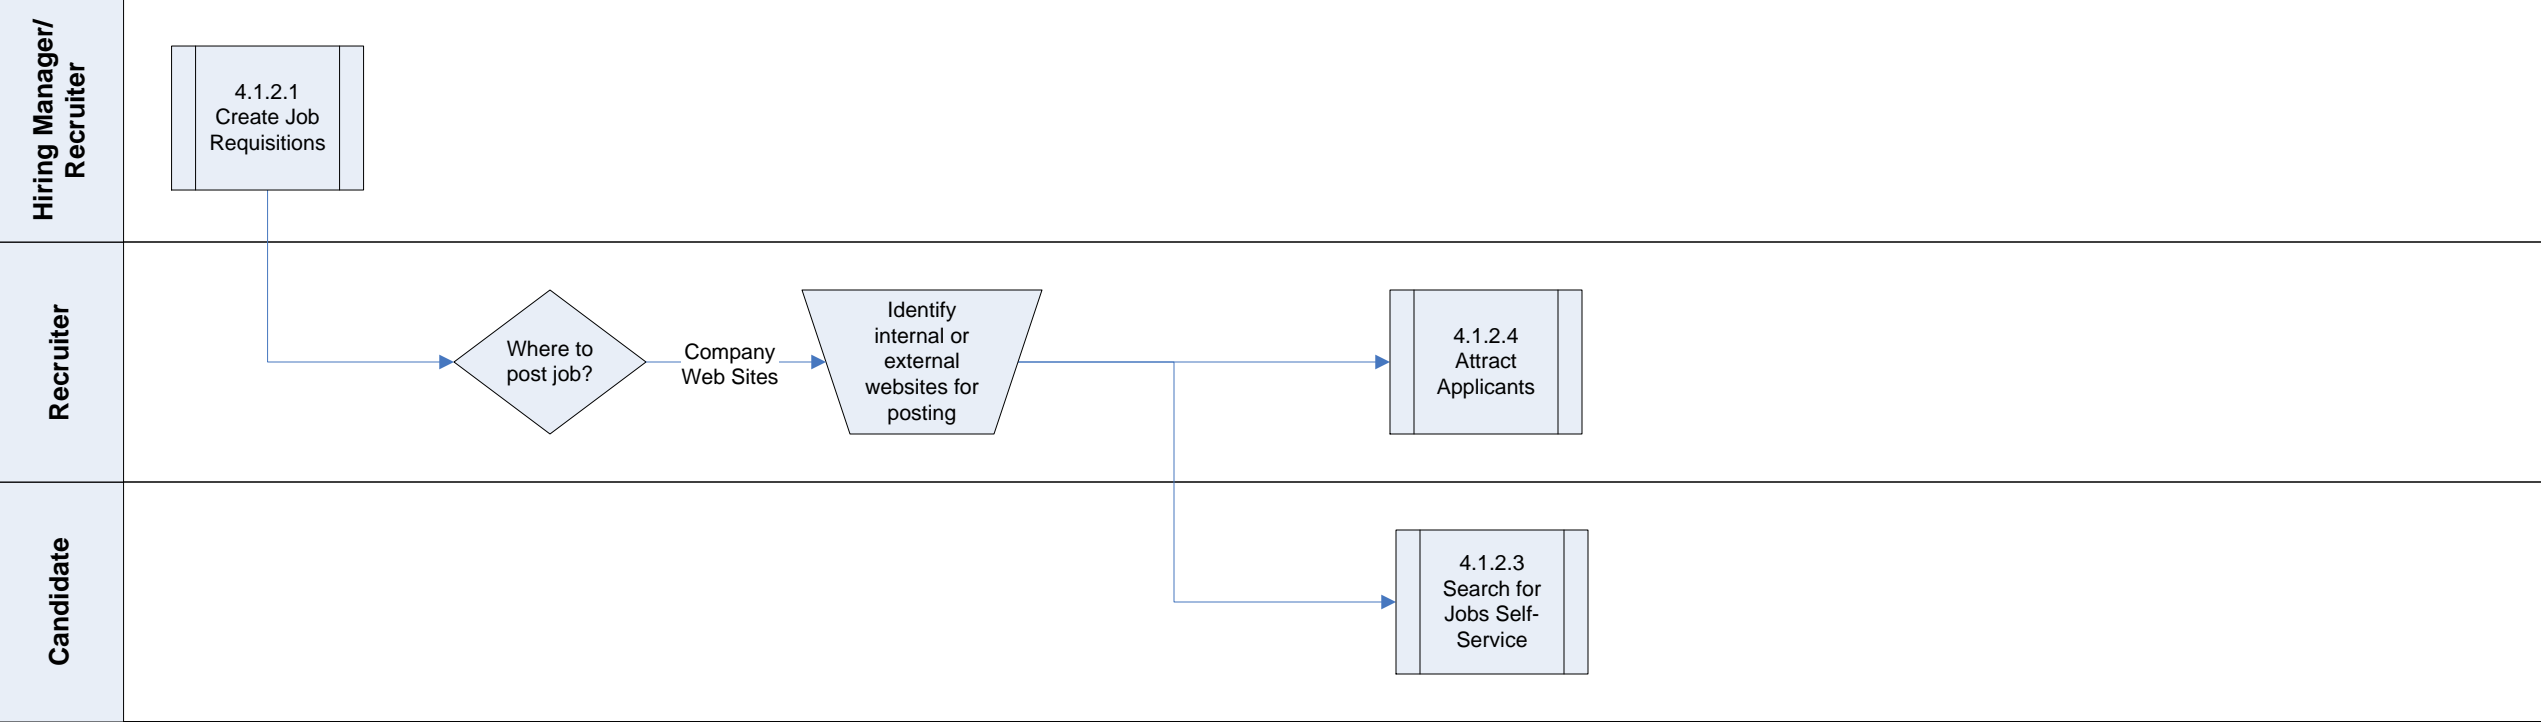 Hiring Manager/
Recruiter
4.1.2.1
Create Job
Requisitions
Recruiter
Where to
post job?
Company
Web Sites
Identify
internal or
external
websites for
posting
4.1.2.4
Attract
Applicants
Candidate
4.1.2.3
Search for
Jobs Self-
Service